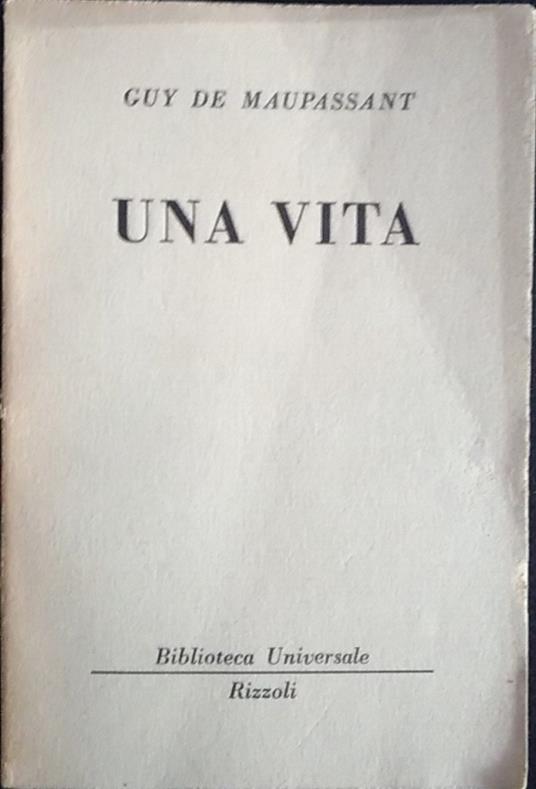 GUY DE MAUPASSANT
UNA VITA
Biblioteca Universale
Rizzoli